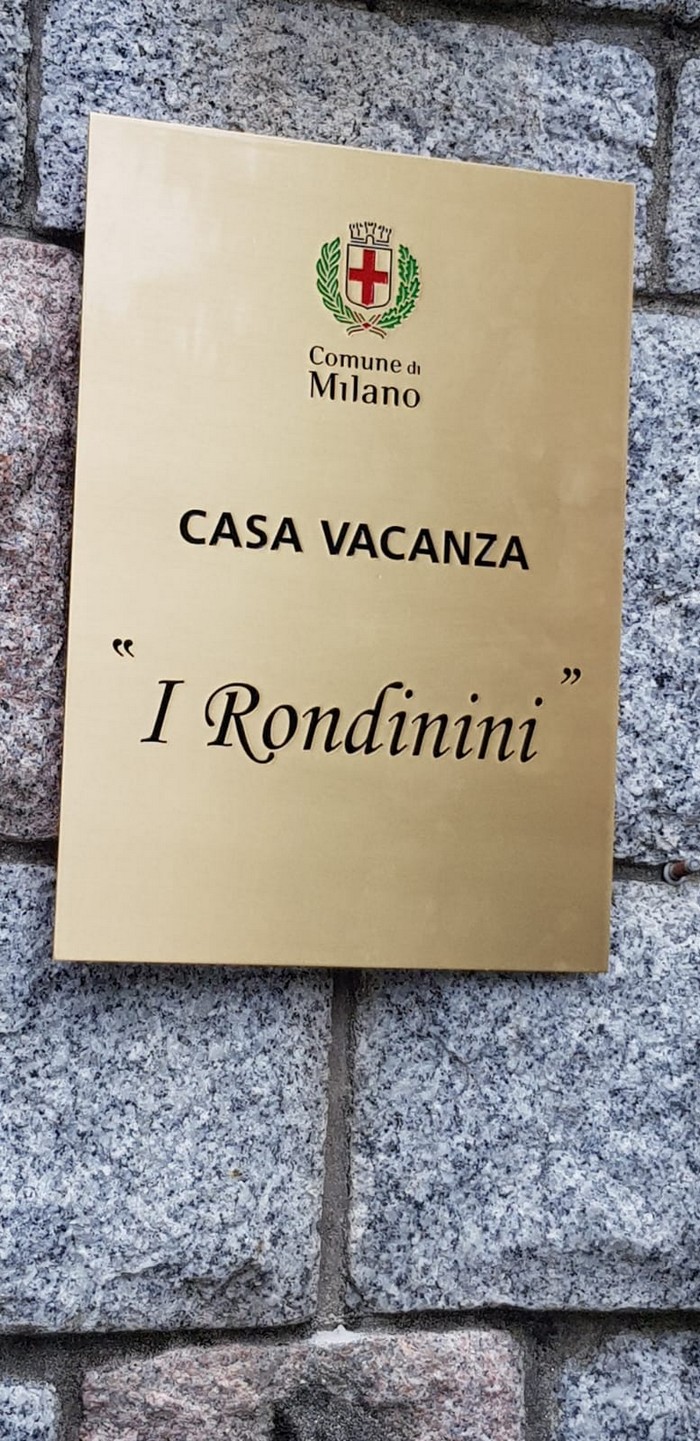 Comune di
Milano
CASA VACANZA
“ I Rondinini ”